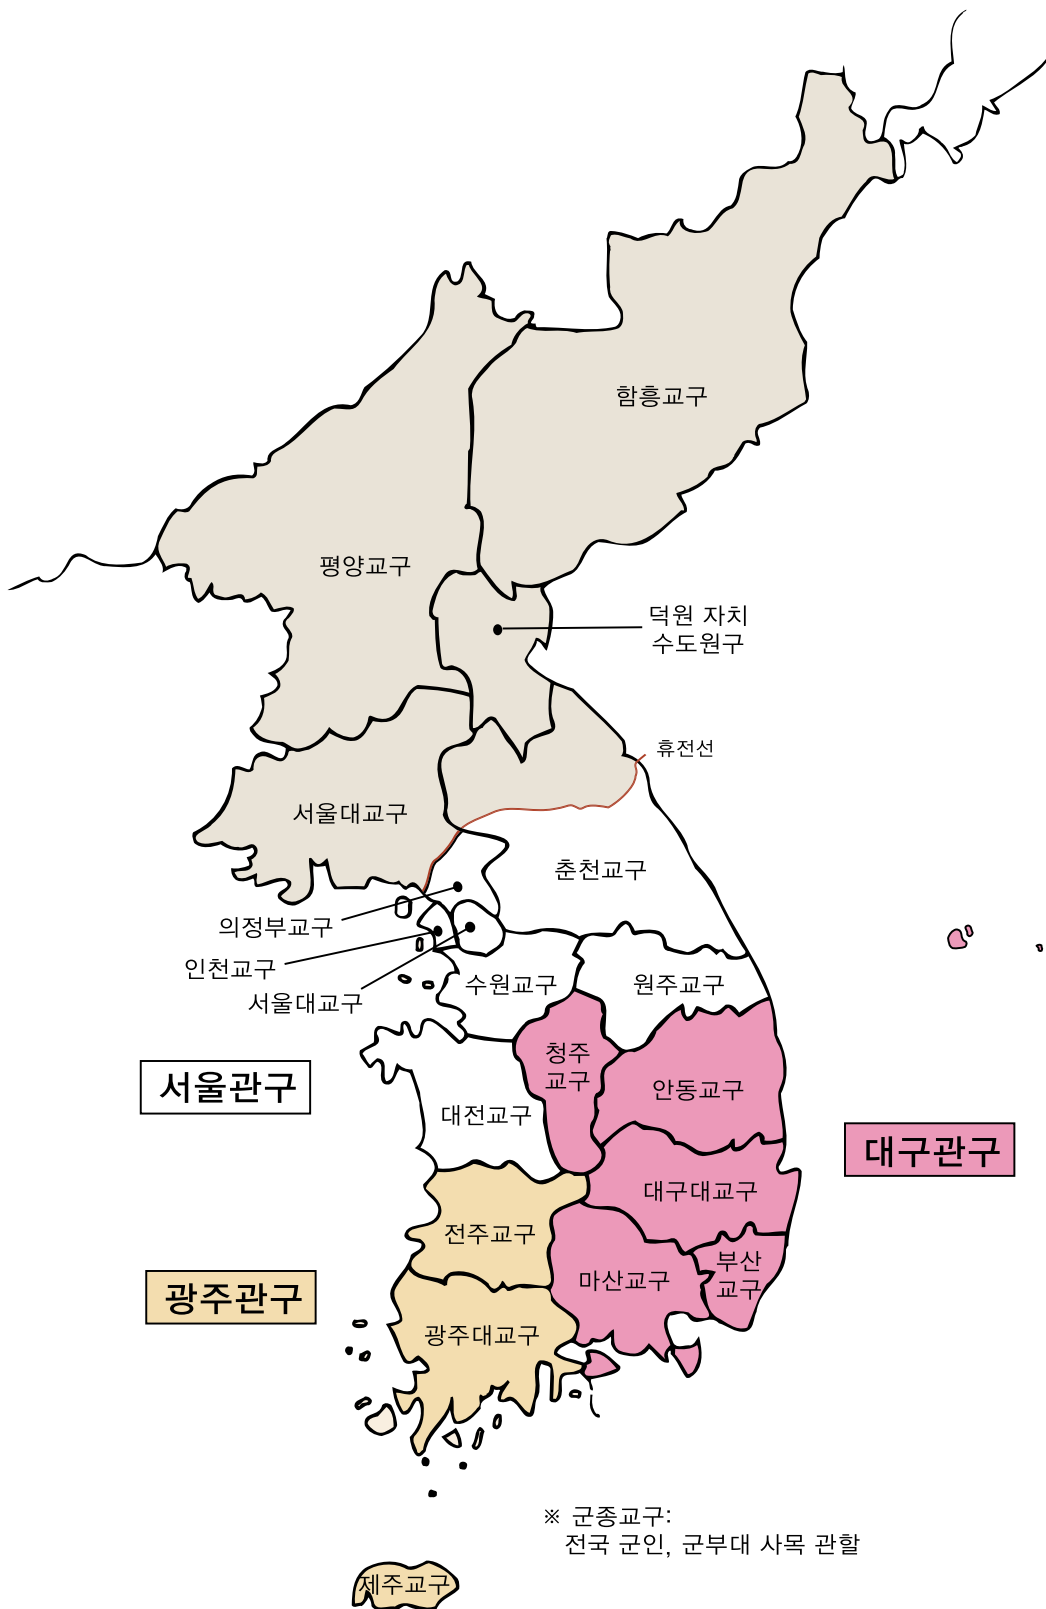 함흥교구
평양교구
덕원 자치
수도원구
휴전선
서울대교구
춘천교구
의정부교구
인천교구
서울대교구
수원교구
원주교구
청주
교구
서울관구
안동교구
대전교구
대구관구
대구대교구
전주교구
부산
교구
마산교구
광주관구
광주대교구
※ 군종교구:
전국 군인, 군부대 사목 관할
제주교구